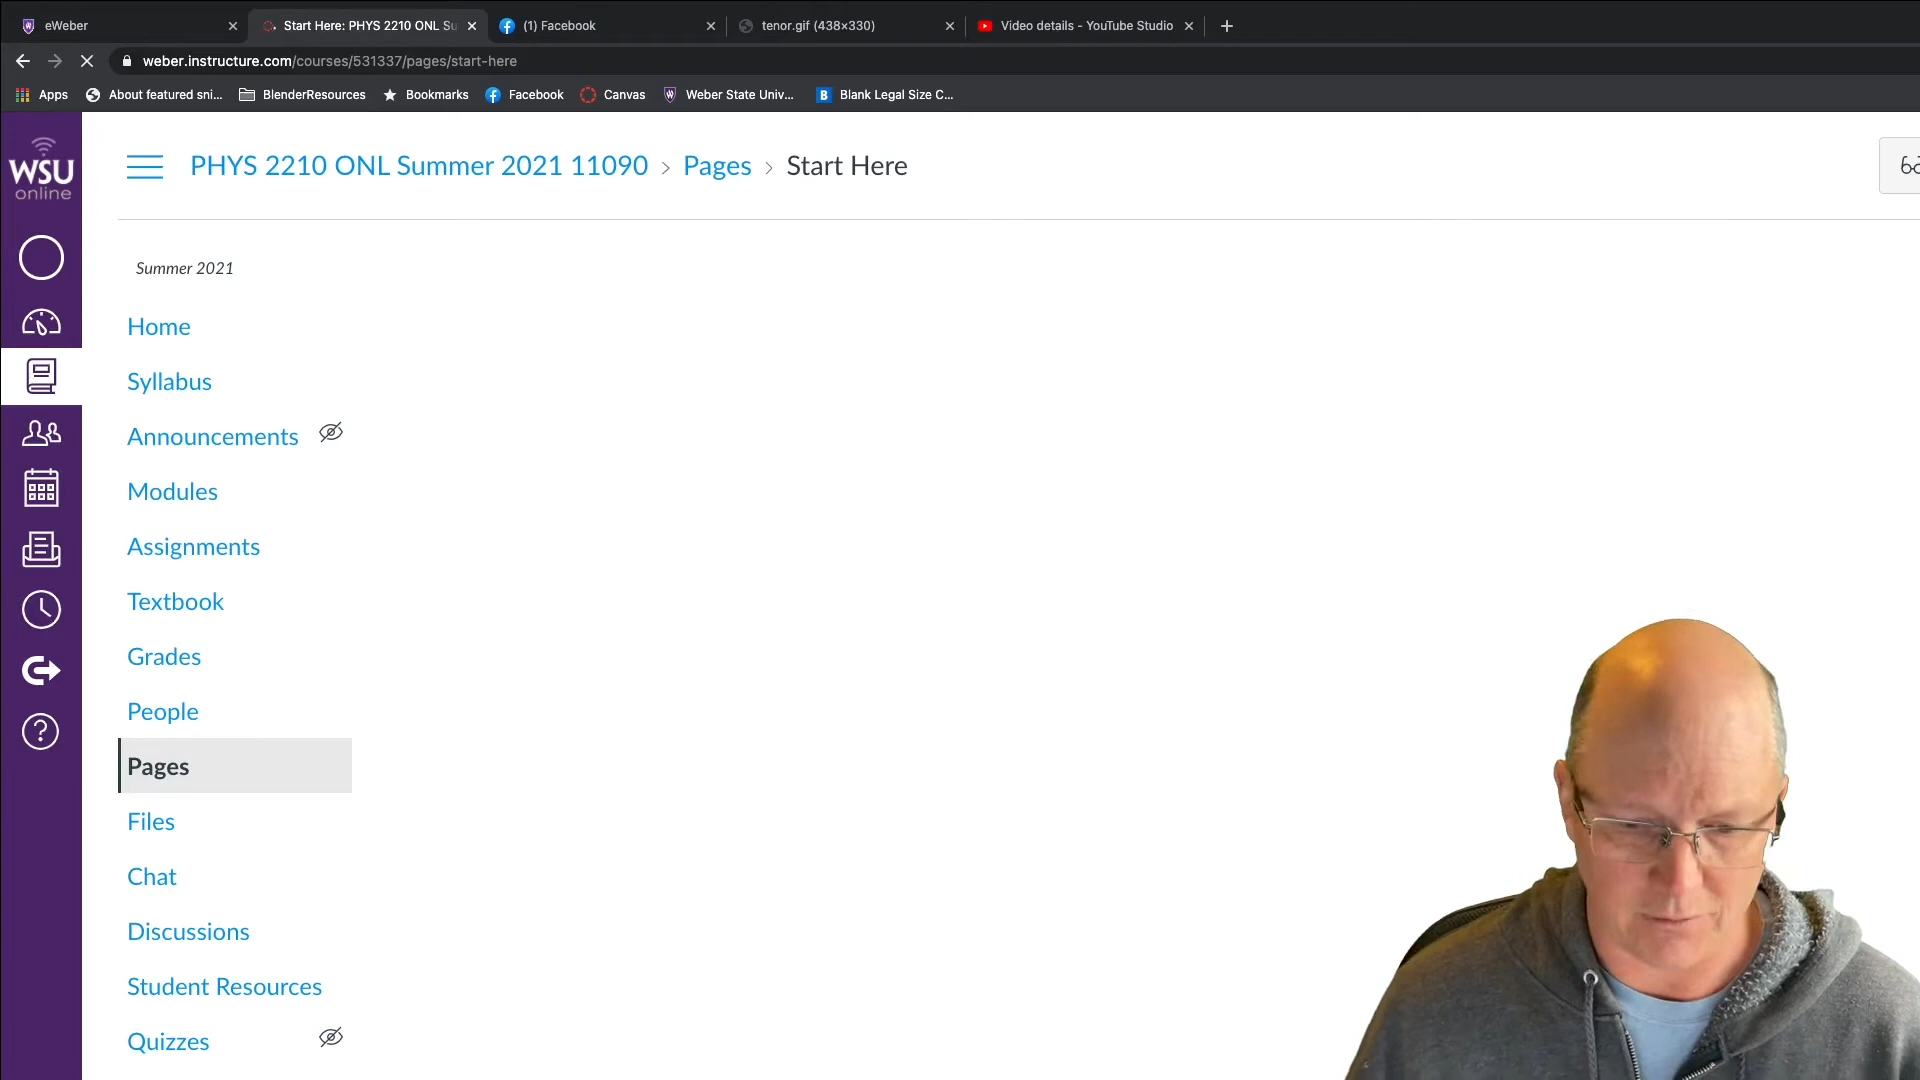 eWeber
Start Here: PHYS 2210 ONL Su
(1) Facebook
tenor.gif (438×330)
Video details - YouTube Studio
weber.instructure.com/courses/531337/pages/start-here
Apps
About featured sni...
BlenderResources
Bookmarks
Facebook
Canvas
Weber State Univ...
B Blank Legal Size C...
WSU
online
PHYS 2210 ONL Summer 2021 11090 > Pages > Start Here
Summer 2021
Home
Syllabus
Announcements
Modules
Assignments
Textbook
Grades
People
Pages
Files
Chat
Discussions
Student Resources
Quizzes